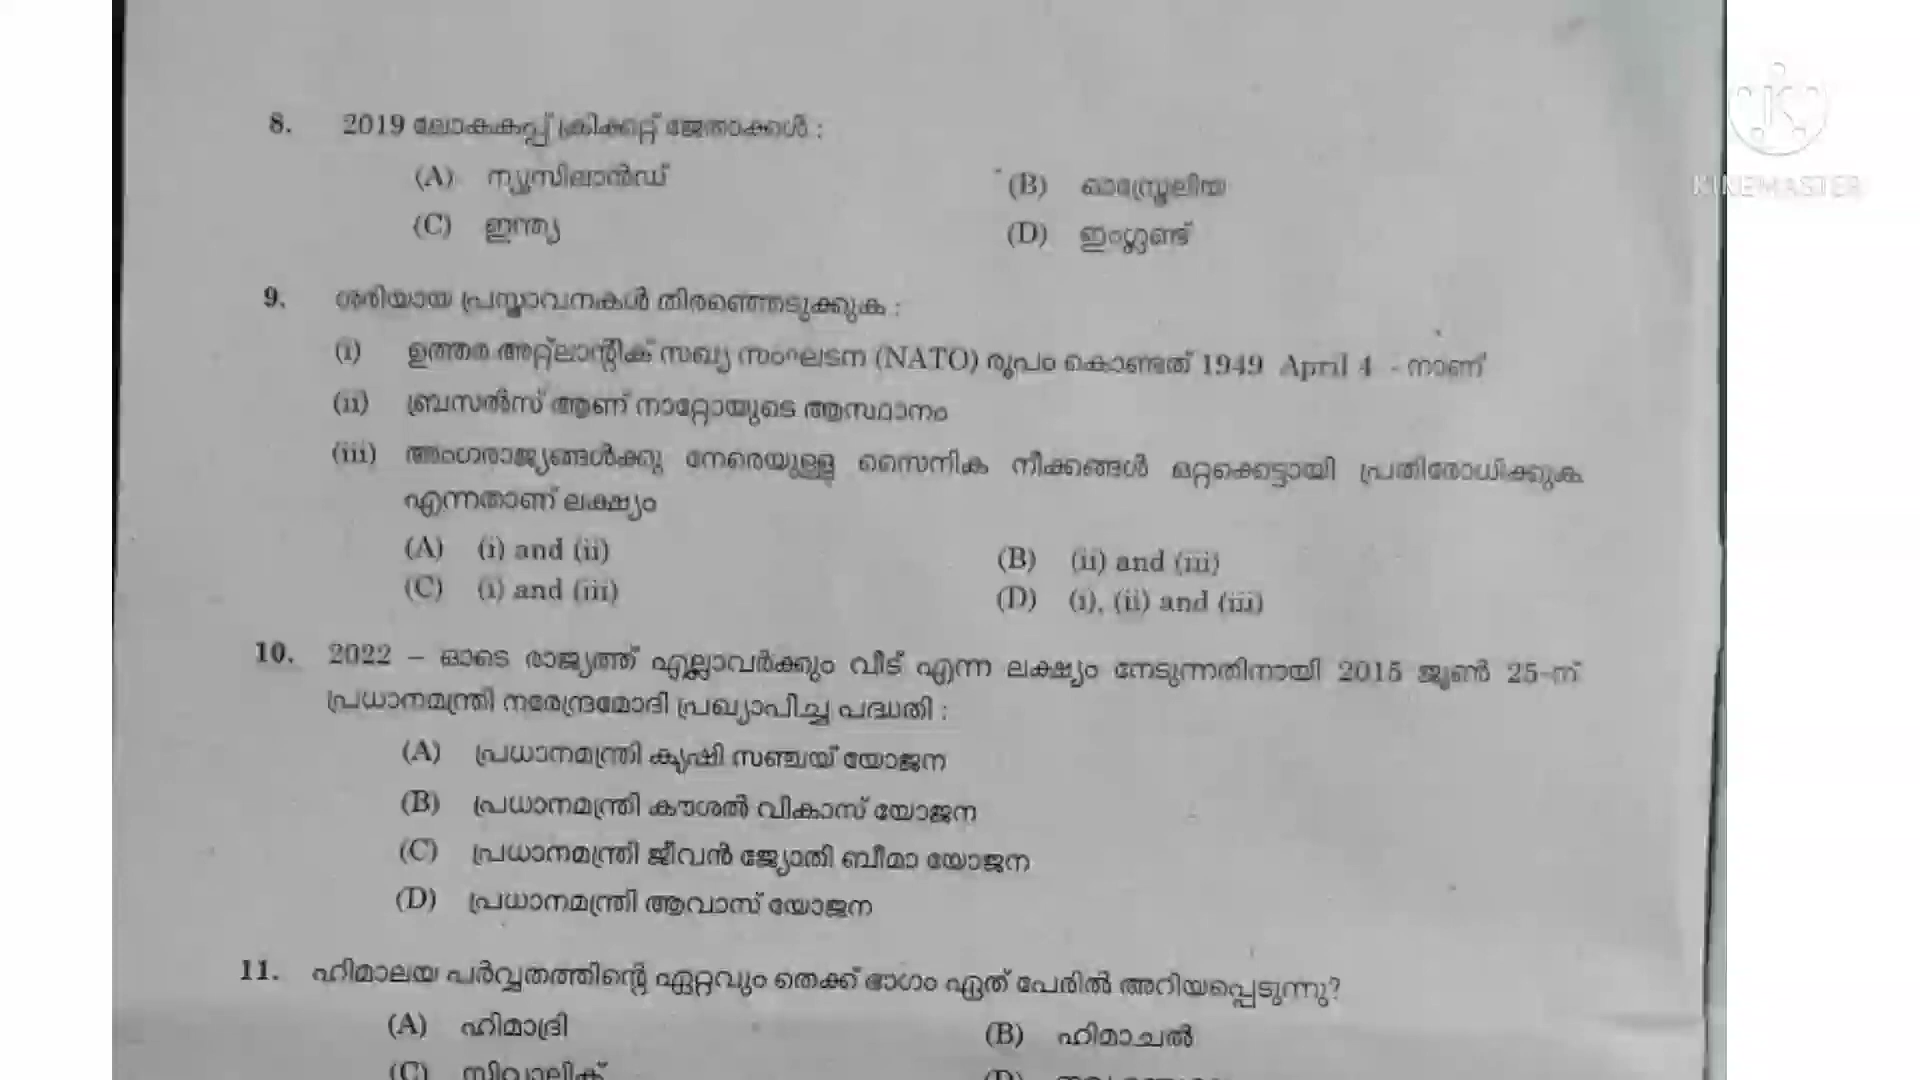 8. 2019 ലോകകപ്പ് ക്രിക്കറ്റ് ജേതാക്കൾ :
(A) ന്യൂസിലാൻഡ് (B) ഓസ്ട്രേലിയ
(C) ഇന്ത്യ (D) ഇംഗ്ലണ്ട്
KINEMASTER
9. ശരിയായ പ്രസ്താവനകൾ തിരഞ്ഞെടുക്കുക :
(i) ഉത്തര അറ്റ്ലാന്റിക് സഖ്യ സംഘടന (NATO) രൂപം കൊണ്ടത് 1949 April 4 - നാണ്
(ii) ബ്രസൽസ് ആണ് നാറ്റോയുടെ ആസ്ഥാനം
(iii) അംഗരാജ്യങ്ങൾക്കു നേരെയുള്ള സൈനിക നീക്കങ്ങൾ ഒറ്റക്കെട്ടായി പ്രതിരോധിക്കുക
എന്നതാണ് ലക്ഷ്യം
(A) (i) and (ii) (B) (ii) and (iii)
(C) (i) and (iii) (D) (i), (ii) and (iii)
10. 2022 – ഓടെ രാജ്യത്ത് എല്ലാവർക്കും വീട് എന്ന ലക്ഷ്യം നേടുന്നതിനായി 2015 ജൂൺ 25-ന്
പ്രധാനമന്ത്രി നരേന്ദ്രമോദി പ്രഖ്യാപിച്ച പദ്ധതി :
(A) പ്രധാനമന്ത്രി കൃഷി സഞ്ചയ് യോജന
(B) പ്രധാനമന്ത്രി കൗശൽ വികാസ് യോജന
(C) പ്രധാനമന്ത്രി ജീവൻ ജ്യോതി ബീമാ യോജന
(D) പ്രധാനമന്ത്രി ആവാസ് യോജന
11. ഹിമാലയ പർവ്വതത്തിന്റെ ഏറ്റവും തെക്ക് ഭാഗം ഏത് പേരിൽ അറിയപ്പെടുന്നു?
(A) ഹിമാദ്രി (B) ഹിമാചൽ
(C) സിവാലിക് (D)